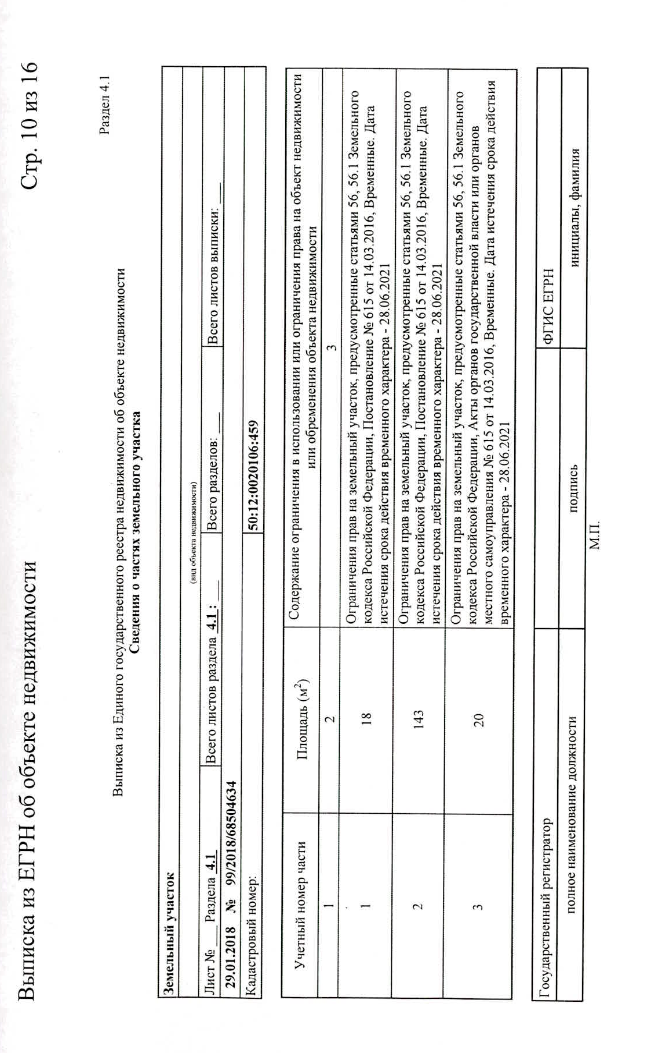 Выписка из ЕГРН об объекте недвижимости Стр. 10 из 16
Раздел 4.1
Выписка из Единого государственного реестра недвижимости об объекте недвижимости
Сведения о частях земельного участка
Земельный участок
(вид объекта недвижимости)
Лист № ___ Раздела 4.1 Всего листов раздела 4.1 : ___ Всего разделов: ___ Всего листов выписки: ___
29.01.2018 № 99/2018/68504634
Кадастровый номер: 50:12:0020106:459
Учетный номер части Площадь (м²) Содержание ограничения в использовании или ограничения права на объект недвижимости
или обременения объекта недвижимости
1 2 3
1 18 Ограничения прав на земельный участок, предусмотренные статьями 56, 56.1 Земельного
кодекса Российской Федерации, Постановление № 615 от 14.03.2016, Временные. Дата
истечения срока действия временного характера - 28.06.2021
2 143 Ограничения прав на земельный участок, предусмотренные статьями 56, 56.1 Земельного
кодекса Российской Федерации, Постановление № 615 от 14.03.2016, Временные. Дата
истечения срока действия временного характера - 28.06.2021
3 20 Ограничения прав на земельный участок, предусмотренные статьями 56, 56.1 Земельного
кодекса Российской Федерации, Акты органов государственной власти или органов
местного самоуправления № 615 от 14.03.2016, Временные. Дата истечения срока действия
временного характера - 28.06.2021
Государственный регистратор ФГИС ЕГРН
полное наименование должности подпись инициалы, фамилия
М.П.